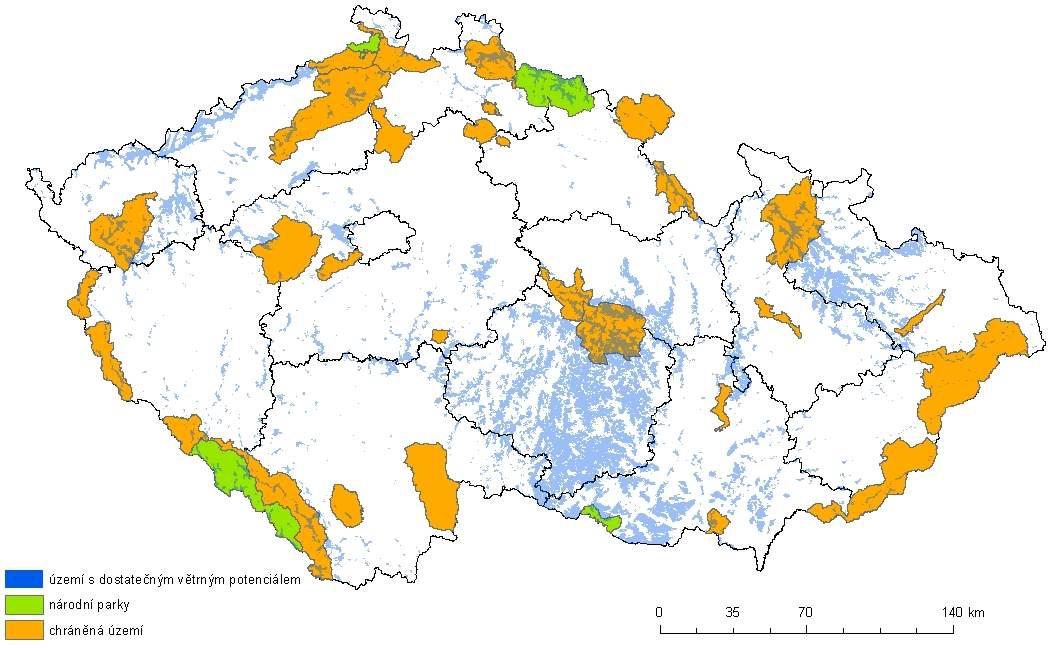 území s dostatečným větrným potenciálem
národní parky
chráněná území
0 35 70 140 km